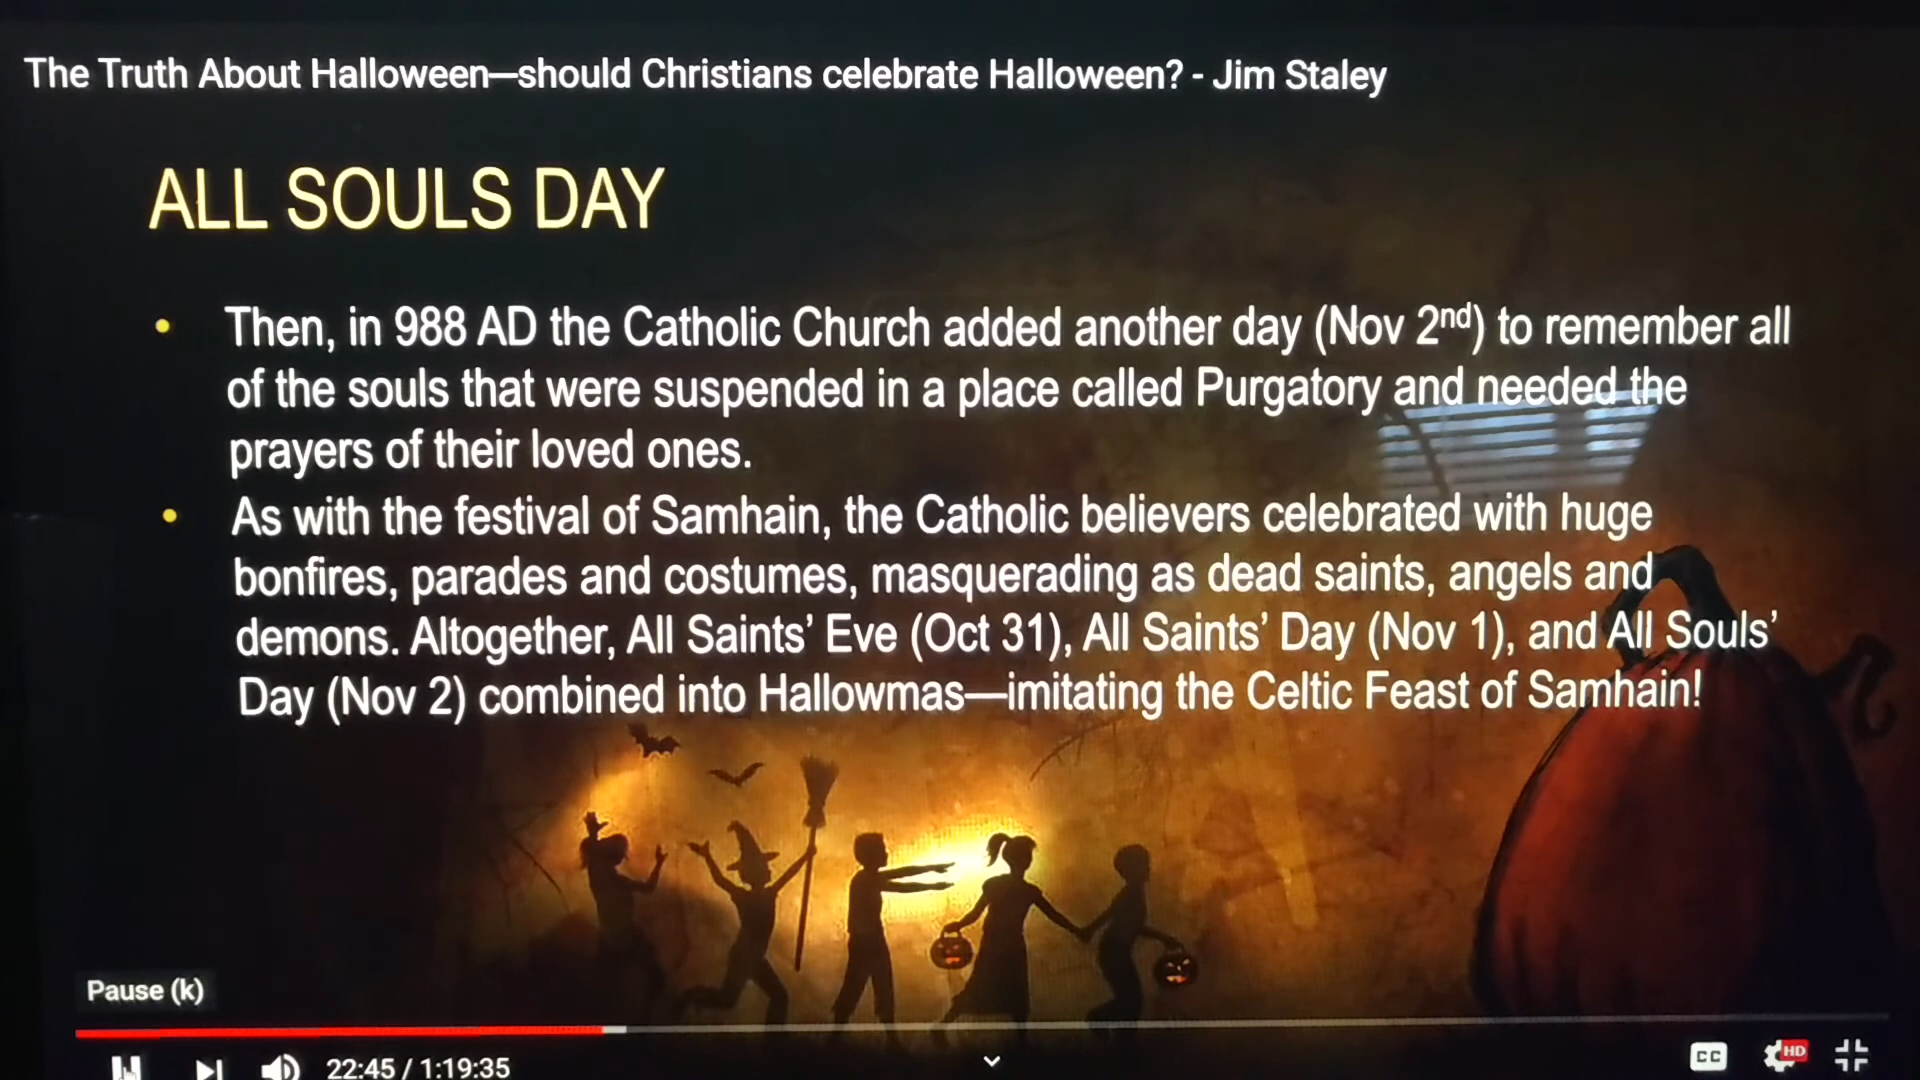 The Truth About Halloween—should Christians celebrate Halloween? - Jim Staley
ALL SOULS DAY
• Then, in 988 AD the Catholic Church added another day (Nov 2nd) to remember all
of the souls that were suspended in a place called Purgatory and needed the
prayers of their loved ones.
• As with the festival of Samhain, the Catholic believers celebrated with huge
bonfires, parades and costumes, masquerading as dead saints, angels and
demons. Altogether, All Saints’ Eve (Oct 31), All Saints’ Day (Nov 1), and All Souls’
Day (Nov 2) combined into Hallowmas—imitating the Celtic Feast of Samhain!
Pause (k)
22:45 / 1:19:35
CC
HD